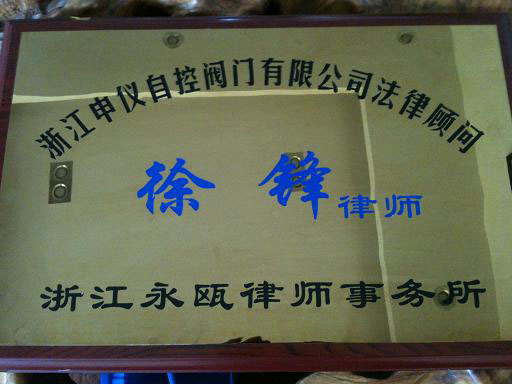 浙江申仪自控阀门有限公司法律顾问
徐锋律师
浙江永瓯律师事务所